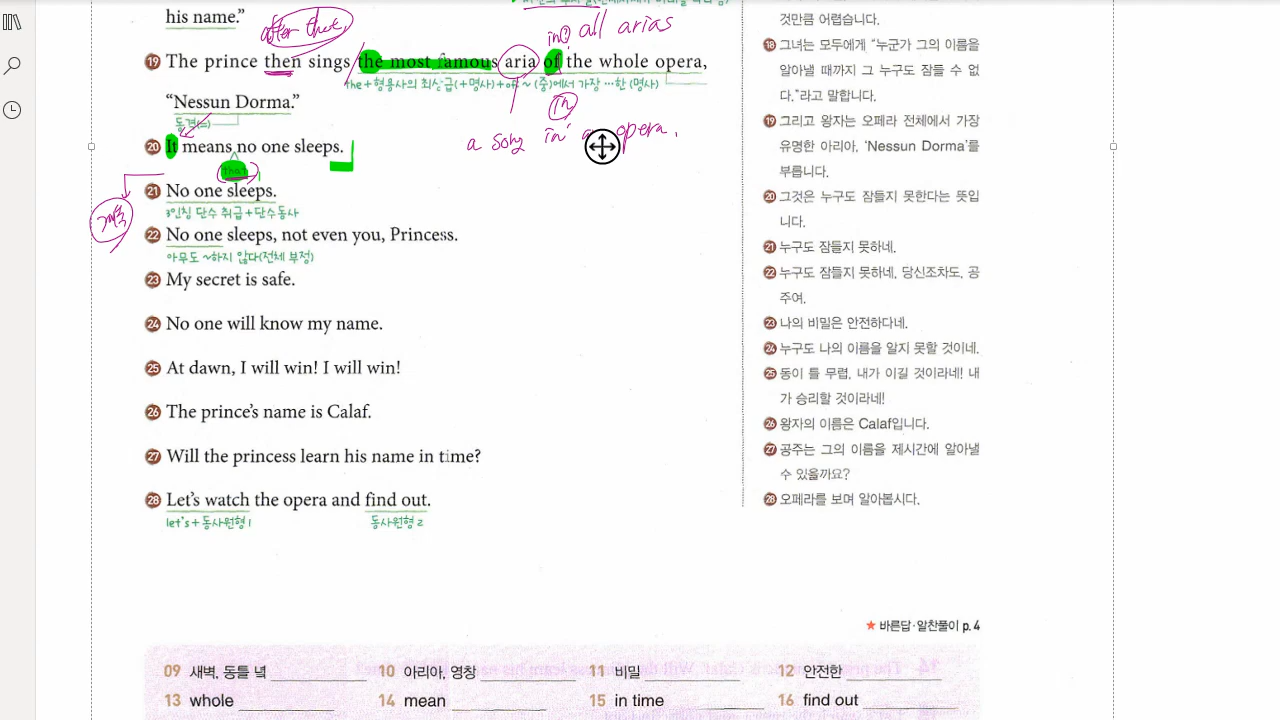 his name.”
after that,
in? all arias
⑲ The prince then sings the most famous aria of the whole opera,
the+형용사의 최상급(+명사)+of ~ (중)에서 가장 …한 (명사)
“Nessun Dorma.”
동격(=)
in
a song in a opera.
⑳ It means no one sleeps.
that
㉑ No one sleeps.
3인칭 단수 취급+단수동사
㉒ No one sleeps, not even you, Princess.
아무도 ~하지 않다(전체 부정)
㉓ My secret is safe.
㉔ No one will know my name.
㉕ At dawn, I will win! I will win!
㉖ The prince’s name is Calaf.
㉗ Will the princess learn his name in time?
㉘ Let’s watch the opera and find out.
let’s+동사원형1 동사원형2
것만큼 어렵습니다.
⑱ 그녀는 모두에게 “누군가 그의 이름을
알아낼 때까지 그 누구도 잠들 수 없
다.”라고 말합니다.
⑲ 그리고 왕자는 오페라 전체에서 가장
유명한 아리아, ‘Nessun Dorma’를
부릅니다.
⑳ 그것은 누구도 잠들지 못한다는 뜻입
니다.
㉑ 누구도 잠들지 못하네.
㉒ 누구도 잠들지 못하네, 당신조차도, 공
주여.
㉓ 나의 비밀은 안전하다네.
㉔ 누구도 나의 이름을 알지 못할 것이네.
㉕ 동이 틀 무렵, 내가 이길 것이라네! 내
가 승리할 것이라네!
㉖ 왕자의 이름은 Calaf입니다.
㉗ 공주는 그의 이름을 제시간에 알아낼
수 있을까요?
㉘ 오페라를 보며 알아봅시다.
★ 바른답·알찬풀이 p.4
09 새벽, 동틀 녘 10 아리아, 영창 11 비밀 12 안전한
13 whole 14 mean 15 in time 16 find out